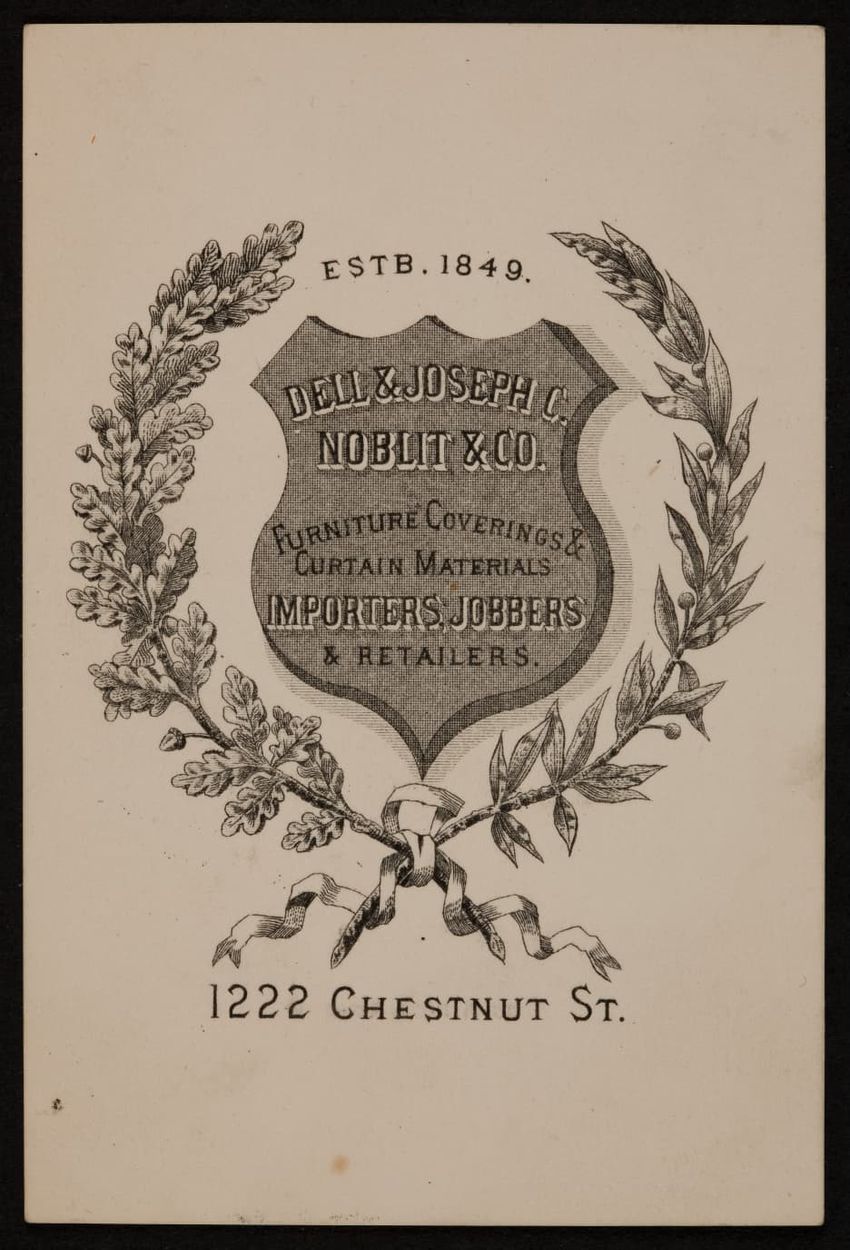 ESTB. 1849.
DELL & JOSEPH C.
NOBLIT & CO.
FURNITURE COVERINGS &
CURTAIN MATERIALS
IMPORTERS, JOBBERS
& RETAILERS.
1222 CHESTNUT ST.